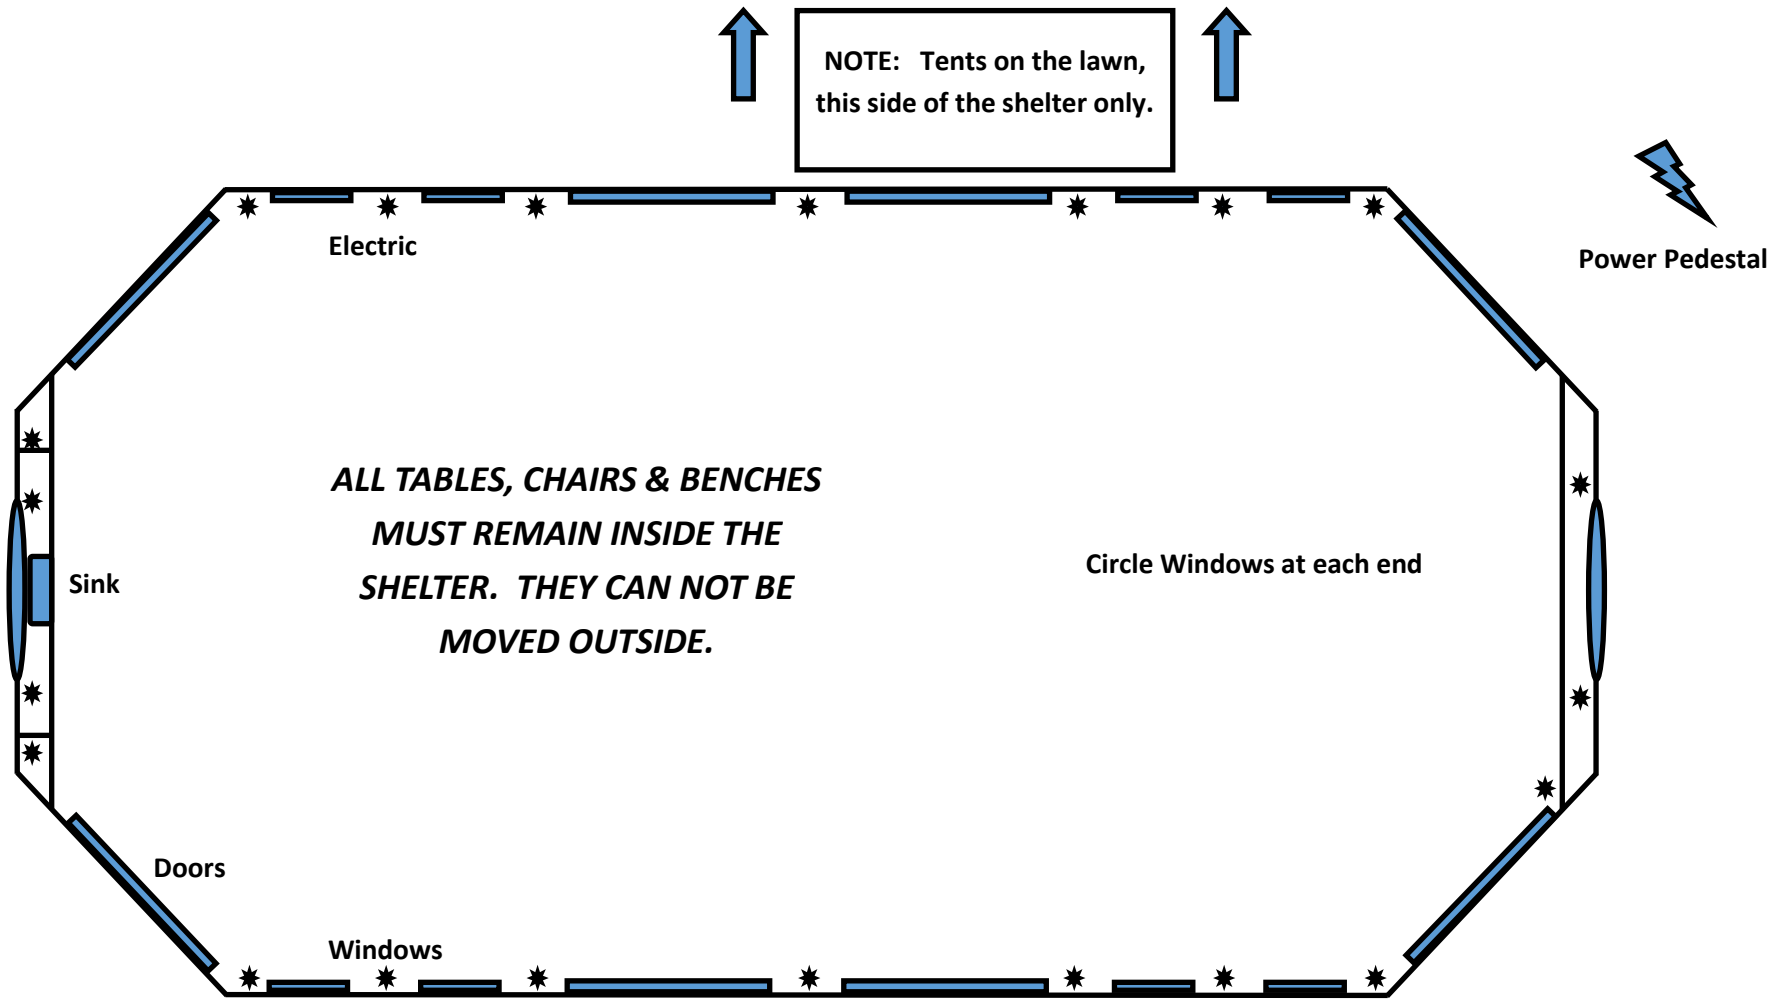 NOTE:   Tents on the lawn,
this side of the shelter only.
Electric
Power Pedestal
ALL TABLES, CHAIRS & BENCHES
MUST REMAIN INSIDE THE
SHELTER.  THEY CAN NOT BE
MOVED OUTSIDE.
Circle Windows at each end
Sink
Doors
Windows